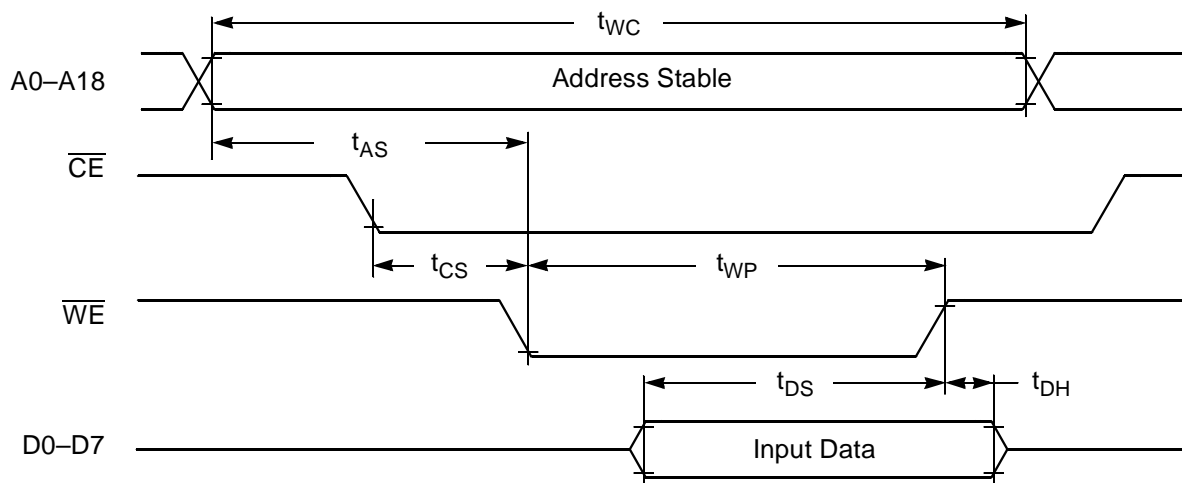 tWC
A0–A18
Address Stable
tAS
CE
tCS
tWP
WE
tDS
tDH
D0–D7
Input Data